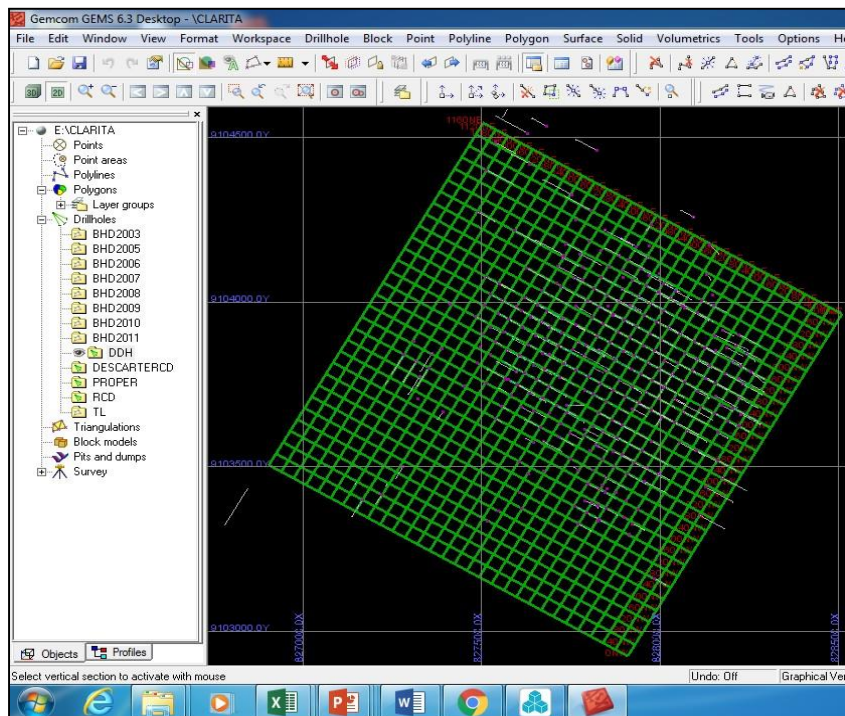 Gemcom GEMS 6.3 Desktop - \CLARITA
File Edit Window View Format Workspace Drillhole Block Point Polyline Polygon Surface Solid Volumetrics Tools Options
3D 2D
E:\CLARITA
Points
Point areas
Polylines
Polygons
Layer groups
Drillholes
BHD2003
BHD2005
BHD2006
BHD2007
BHD2008
BHD2009
BHD2010
BHD2011
DDH
DESCARTERCD
PROPER
RCD
TL
Triangulations
Block models
Pits and dumps
Survey
9104500.0Y
9104000.0Y
9103500.0Y
9103000.0Y
827000.0X
827500.0X
828000.0X
828500
Objects Profiles
Select vertical section to activate with mouse
Undo: Off
Graphical Ver